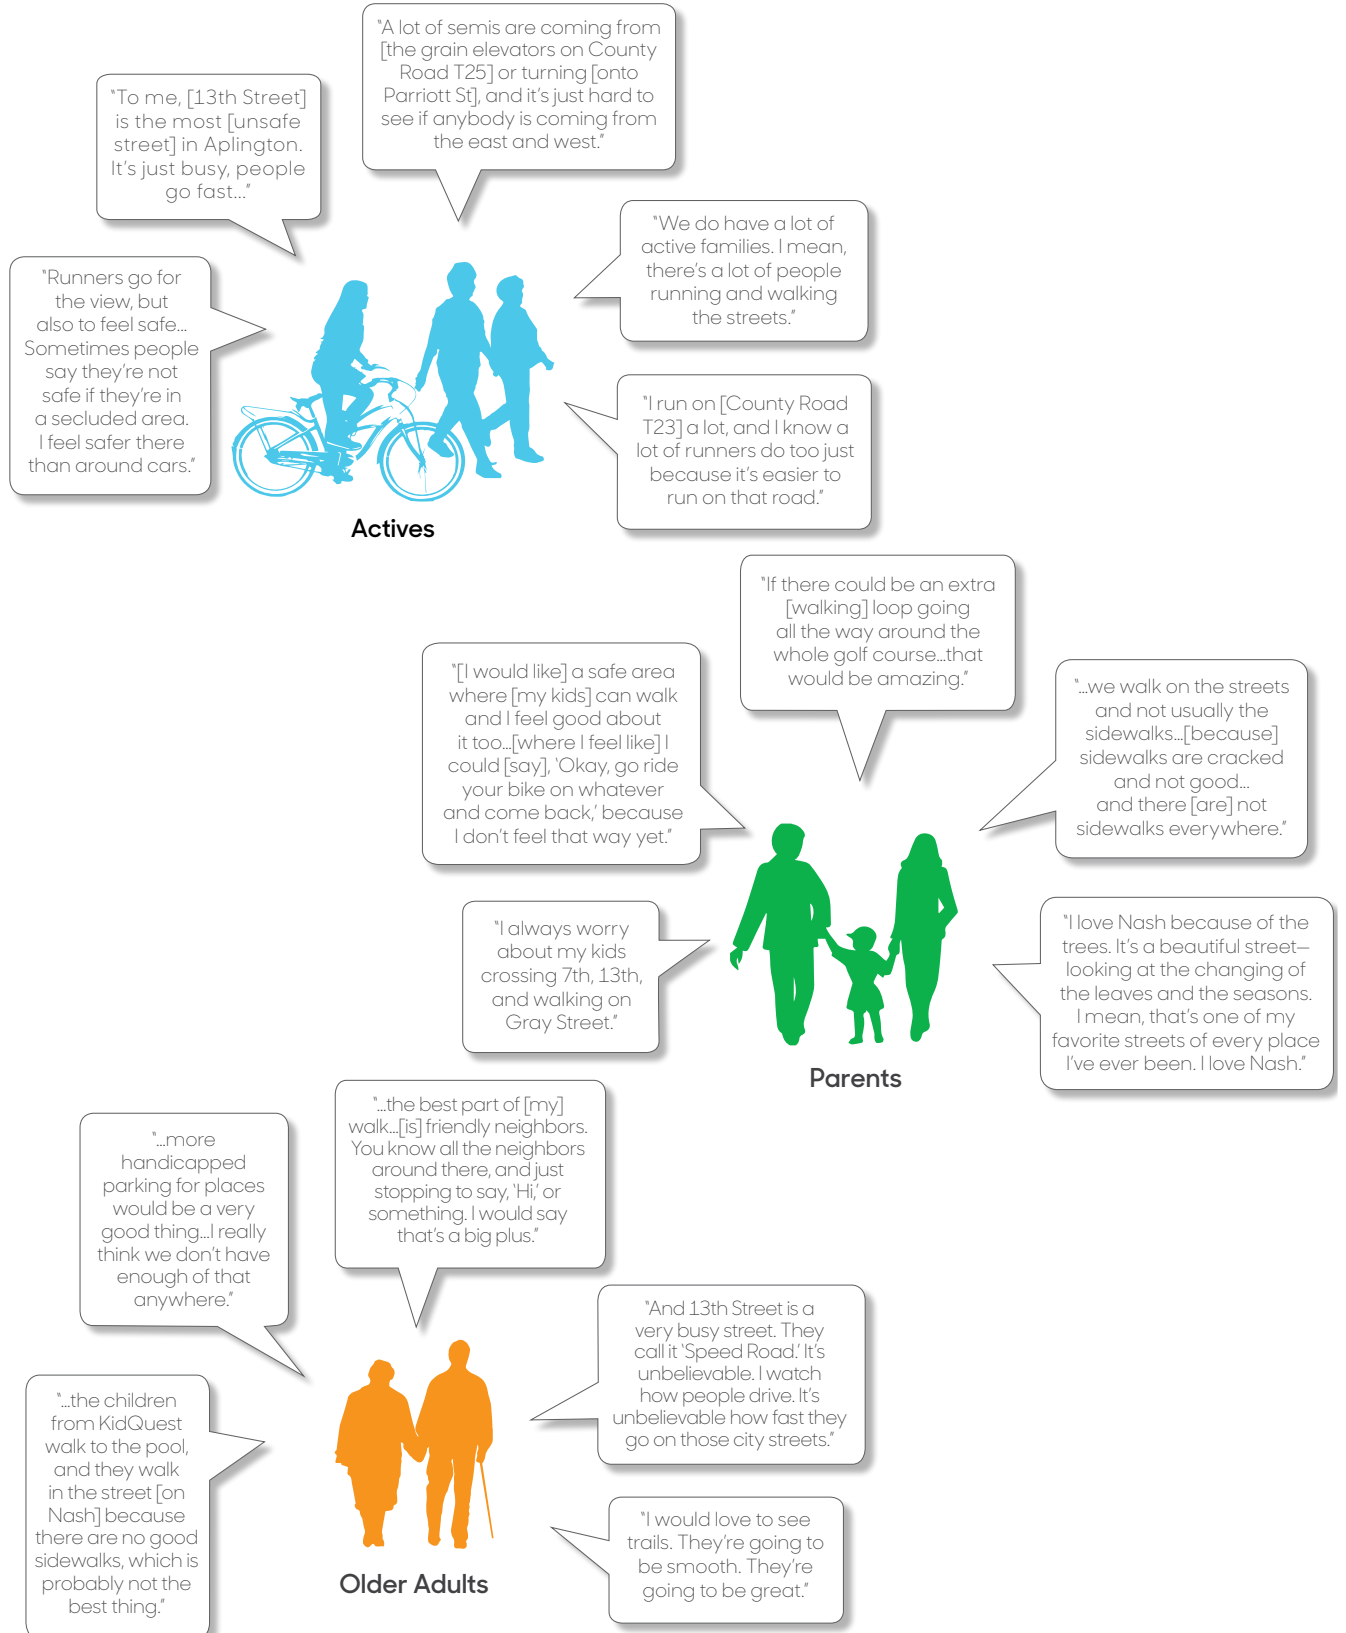 "A lot of semis are coming from
[the grain elevators on County
Road T25] or turning [onto
Parriott St], and it's just hard to
see if anybody is coming from
the east and west."
"To me, [13th Street]
is the most [unsafe
street] in Aplington.
It's just busy, people
go fast..."
"We do have a lot of
active families. I mean,
there's a lot of people
running and walking
the streets."
"Runners go for
the view, but
also to feel safe...
Sometimes people
say they're not
safe if they're in
a secluded area.
I feel safer there
than around cars."
"I run on [County Road
T23] a lot, and I know a
lot of runners do too just
because it's easier to
run on that road."
Actives
"If there could be an extra
[walking] loop going
all the way around the
whole golf course...that
would be amazing."
"[I would like] a safe area
where [my kids] can walk
and I feel good about
it too...[where I feel like] I
could [say], 'Okay, go ride
your bike on whatever
and come back,' because
I don't feel that way yet."
"...we walk on the streets
and not usually the
sidewalks...[because]
sidewalks are cracked
and not good...
and there [are] not
sidewalks everywhere."
"I always worry
about my kids
crossing 7th, 13th,
and walking on
Gray Street."
"I love Nash because of the
trees. It's a beautiful street—
looking at the changing of
the leaves and the seasons.
I mean, that's one of my
favorite streets of every place
I've ever been. I love Nash."
Parents
"...the best part of [my]
walk...[is] friendly neighbors.
You know all the neighbors
around there, and just
stopping to say, 'Hi,' or
something. I would say
that's a big plus."
"...more
handicapped
parking for places
would be a very
good thing...I really
think we don't have
enough of that
anywhere."
"And 13th Street is a
very busy street. They
call it 'Speed Road.' It's
unbelievable. I watch
how people drive. It's
unbelievable how fast they
go on those city streets."
"...the children
from KidQuest
walk to the pool,
and they walk
in the street [on
Nash] because
there are no good
sidewalks, which is
probably not the
best thing."
"I would love to see
trails. They're going to
be smooth. They're
going to be great."
Older Adults